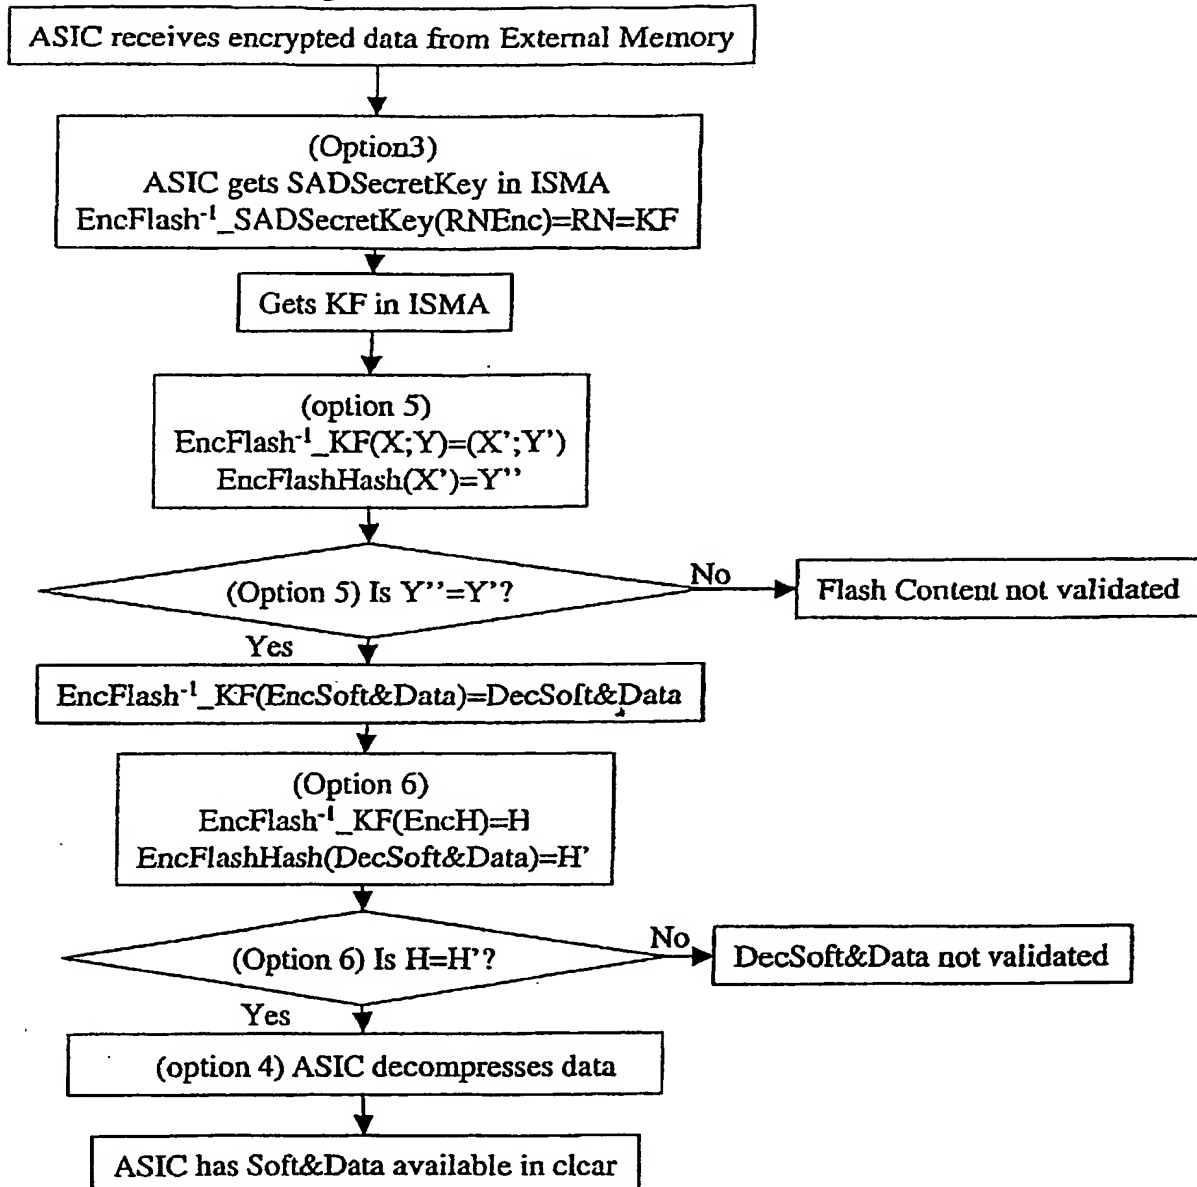 ASIC receives encrypted data from External Memory
(Option3)
ASIC gets SADSecretKey in ISMA
EncFlash⁻¹_SADSecretKey(RNEnc)=RN=KF
Gets KF in ISMA
(option 5)
EncFlash⁻¹_KF(X;Y)=(X';Y')
EncFlashHash(X')=Y''
(Option 5) Is Y''=Y'?
No
Flash Content not validated
Yes
EncFlash⁻¹_KF(EncSoft&Data)=DecSoft&Data
(Option 6)
EncFlash⁻¹_KF(EncH)=H
EncFlashHash(DecSoft&Data)=H'
(Option 6) Is H=H'?
No
DecSoft&Data not validated
Yes
(option 4) ASIC decompresses data
ASIC has Soft&Data available in clear